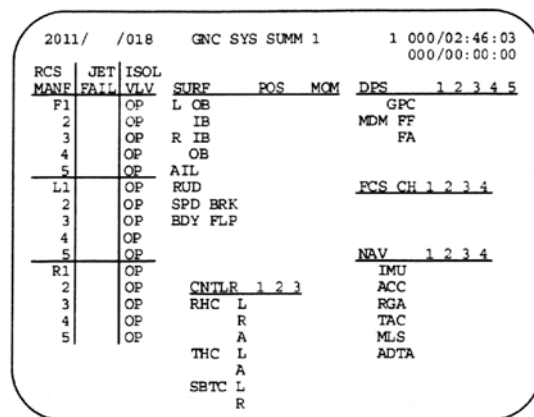 2011/ /018 GNC SYS SUMM 1 1 000/02:46:03
000/00:00:00
RCS JET ISOL
MANF FAIL VLV SURF POS MOM DPS 1 2 3 4 5
F1 OP L OB GPC
2 OP IB MDM FF
3 OP R IB FA
4 OP OB
5 OP AIL
L1 OP RUD FCS CH 1 2 3 4
2 OP SPD BRK
3 OP BDY FLP
4 OP
5 OP NAV 1 2 3 4
R1 OP IMU
2 OP CNTLR 1 2 3 ACC
3 OP RHC L RGA
4 OP R TAC
5 OP A MLS
THC L ADTA
A
SBTC L
R